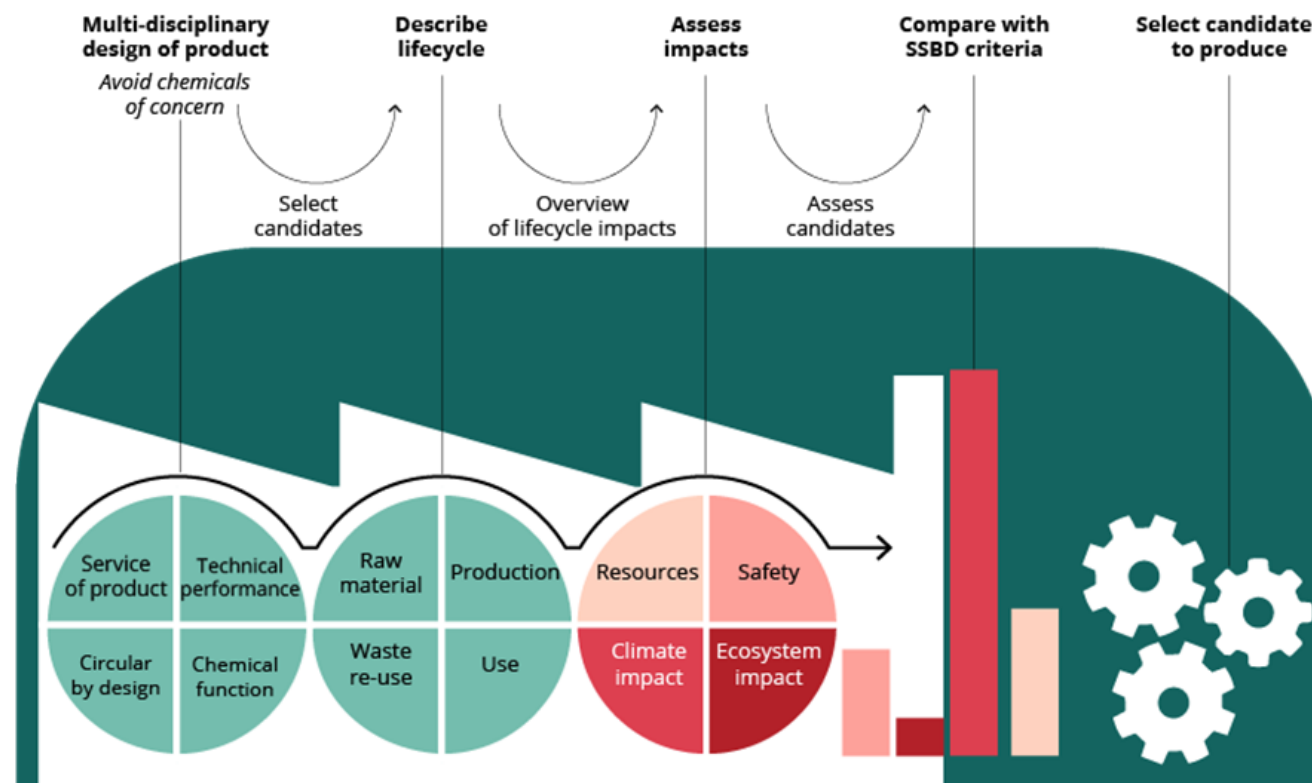 Multi-disciplinary
design of product
Avoid chemicals
of concern
Describe
lifecycle
Assess
impacts
Compare with
SSBD criteria
Select candidate
to produce
Select
candidates
Overview
of lifecycle impacts
Assess
candidates
Service
of product
Technical
performance
Circular
by design
Chemical
function
Raw
material
Production
Waste
re-use
Use
Resources
Safety
Climate
impact
Ecosystem
impact